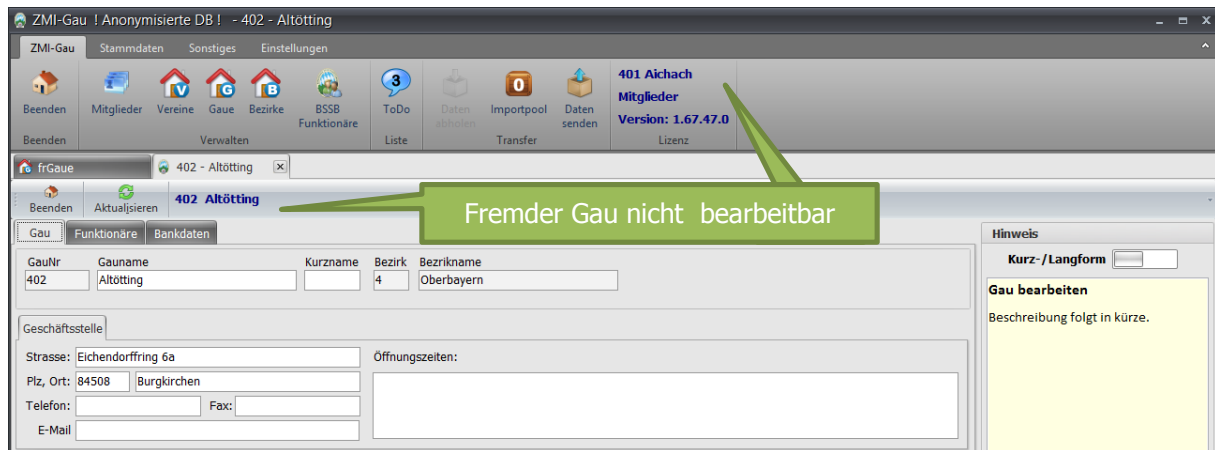 ZMI-Gau ! Anonymisierte DB ! - 402 - Altötting
ZMI-Gau Stammdaten Sonstiges Einstellungen
Beenden Mitglieder Vereine Gaue Bezirke BSSB Funktionäre 3 ToDo Daten abholen 0 Importpool Daten senden
V G B
401 Aichach
Mitglieder
Version: 1.67.47.0
Beenden Verwalten Liste Transfer Lizenz
frGaue 402 - Altötting
Beenden Aktualisieren 402 Altötting
Fremder Gau nicht bearbeitbar
Gau Funktionäre Bankdaten
GauNr Gauname Kurzname Bezirk Bezrikname
402 Altötting 4 Oberbayern
Geschäftsstelle
Strasse: Eichendorffring 6a
Plz, Ort: 84508 Burgkirchen
Telefon: Fax:
E-Mail
Öffnungszeiten:
Hinweis
Kurz-/Langform
Gau bearbeiten
Beschreibung folgt in kürze.